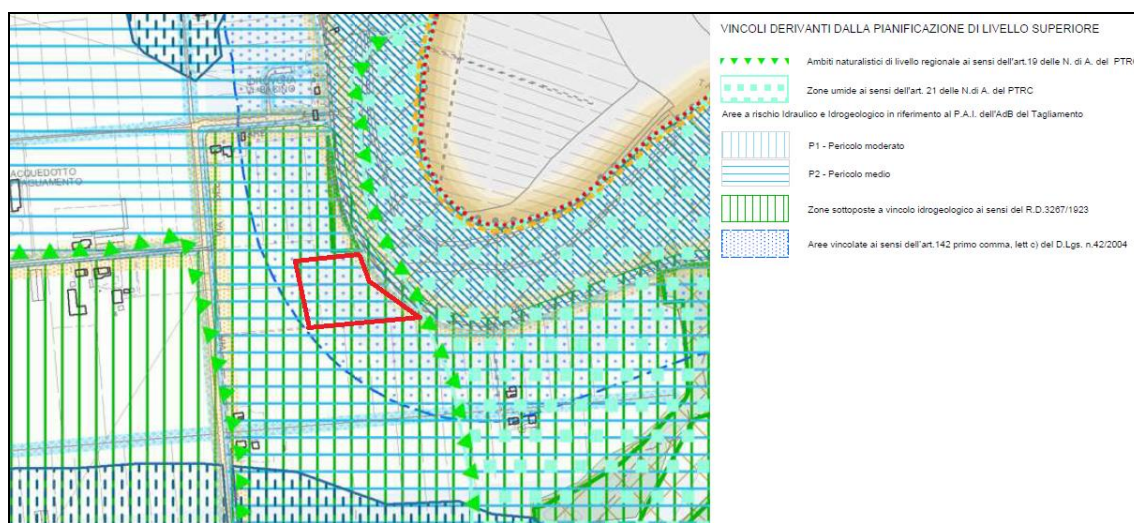 VINCOLI DERIVANTI DALLA PIANIFICAZIONE DI LIVELLO SUPERIORE
Ambiti naturalistici di livello regionale ai sensi dell'art.19 delle N. di A. del PTRC
Zone umide ai sensi dell'art. 21 delle N.di A. del PTRC
Aree a rischio Idraulico e Idrogeologico in riferimento al P.A.I. dell'AdB del Tagliamento
P1 - Pericolo moderato
P2 - Pericolo medio
Zone sottoposte a vincolo idrogeologico ai sensi del R.D.3267/1923
Aree vincolate ai sensi dell'art.142 primo comma, lett c) del D.Lgs. n.42/2004
ACQUEDOTTO
TAGLIAMENTO